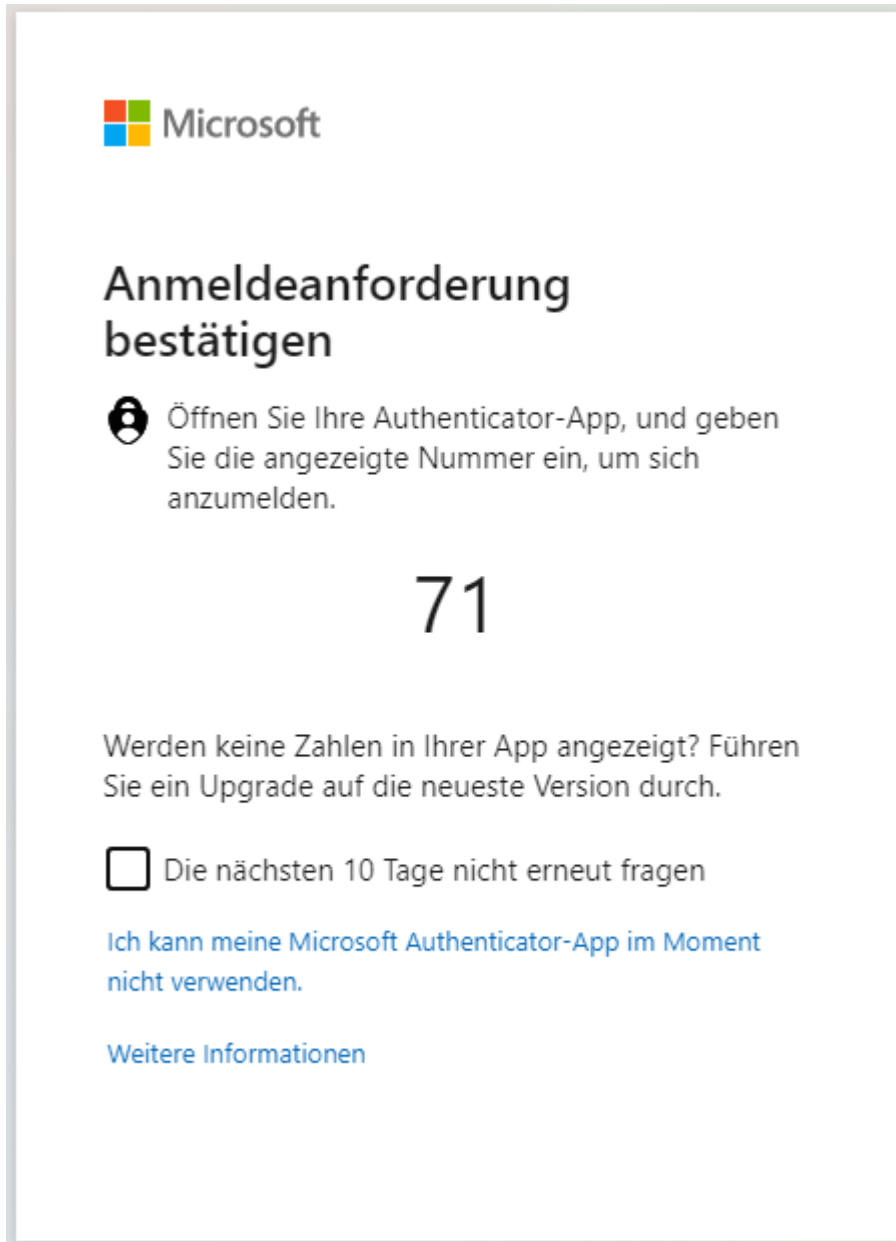 Microsoft
Anmeldeanforderung
bestätigen
Öffnen Sie Ihre Authenticator-App, und geben
Sie die angezeigte Nummer ein, um sich
anzumelden.
71
Werden keine Zahlen in Ihrer App angezeigt? Führen
Sie ein Upgrade auf die neueste Version durch.
Die nächsten 10 Tage nicht erneut fragen
Ich kann meine Microsoft Authenticator-App im Moment
nicht verwenden.
Weitere Informationen